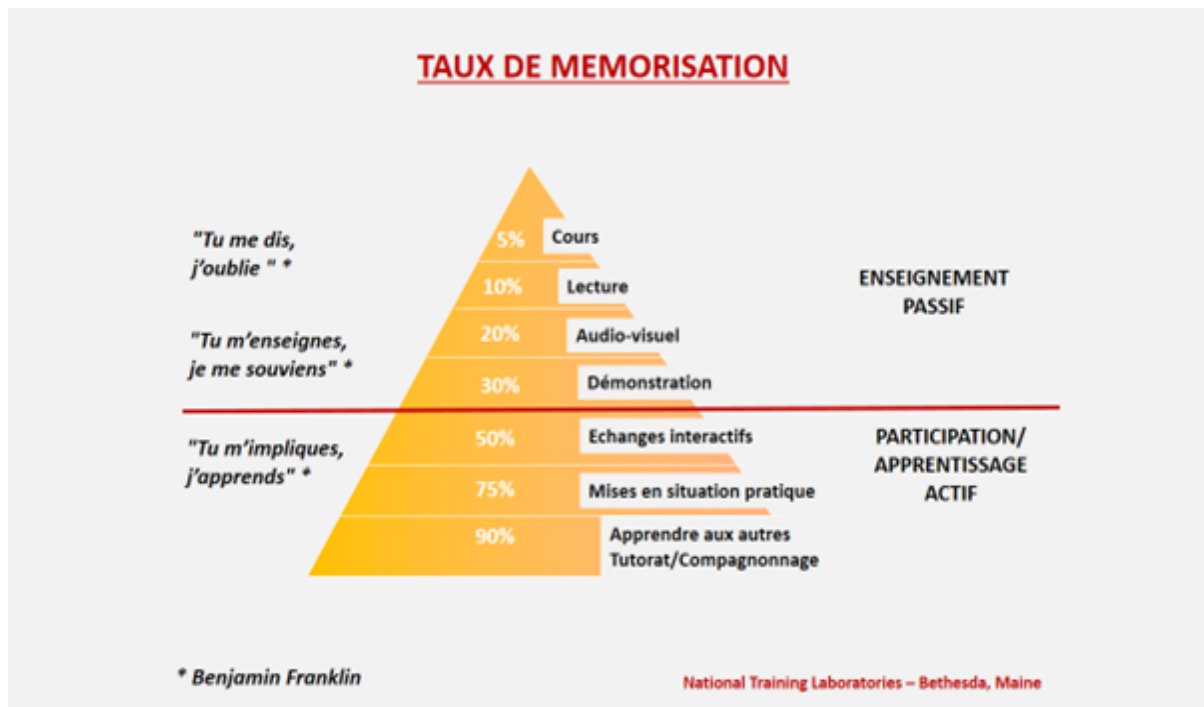 TAUX DE MEMORISATION
"Tu me dis,
j'oublie " *
"Tu m'enseignes,
je me souviens" *
"Tu m'impliques,
j'apprends" *
5% Cours
10% Lecture
20% Audio-visuel
30% Démonstration
50% Echanges interactifs
75% Mises en situation pratique
90% Apprendre aux autres
Tutorat/Compagnonnage
ENSEIGNEMENT
PASSIF
PARTICIPATION/
APPRENTISSAGE
ACTIF
* Benjamin Franklin
National Training Laboratories – Bethesda, Maine